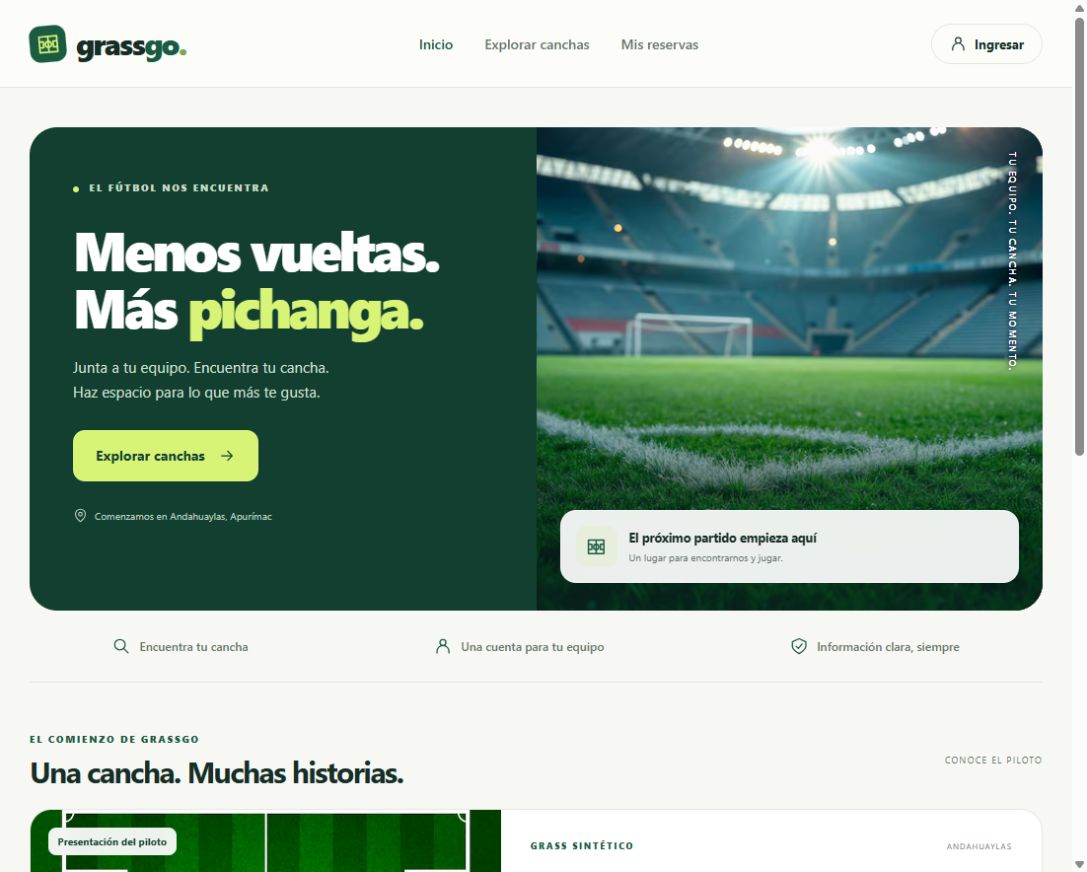 grassgo.
Inicio
Explorar canchas
Mis reservas
Ingresar
EL FÚTBOL NOS ENCUENTRA
Menos vueltas.
Más pichanga.
Junta a tu equipo. Encuentra tu cancha.
Haz espacio para lo que más te gusta.
Explorar canchas
Comenzamos en Andahuaylas, Apurímac
TU EQUIPO. TU CANCHA. TU MOMENTO.
El próximo partido empieza aquí
Un lugar para encontrarnos y jugar.
Encuentra tu cancha
Una cuenta para tu equipo
Información clara, siempre
EL COMIENZO DE GRASSGO
Una cancha. Muchas historias.
CONOCE EL PILOTO
Presentación del piloto
GRASS SINTÉTICO
ANDAHUAYLAS